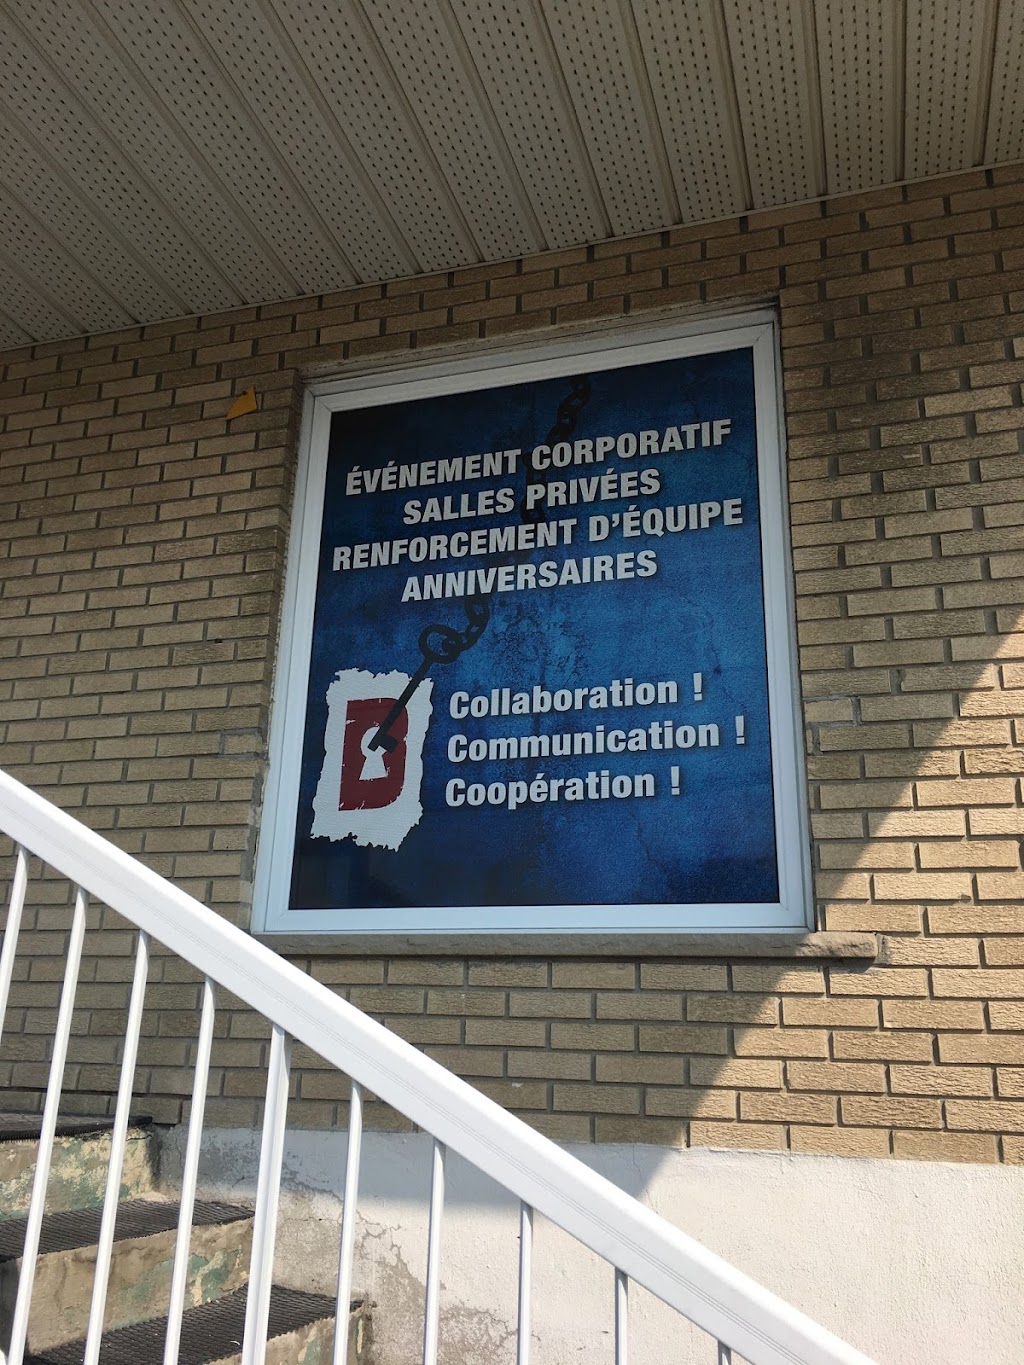 ÉVÉNEMENT CORPORATIF
SALLES PRIVÉES
RENFORCEMENT D'ÉQUIPE
ANNIVERSAIRES
D
Collaboration !
Communication !
Coopération !